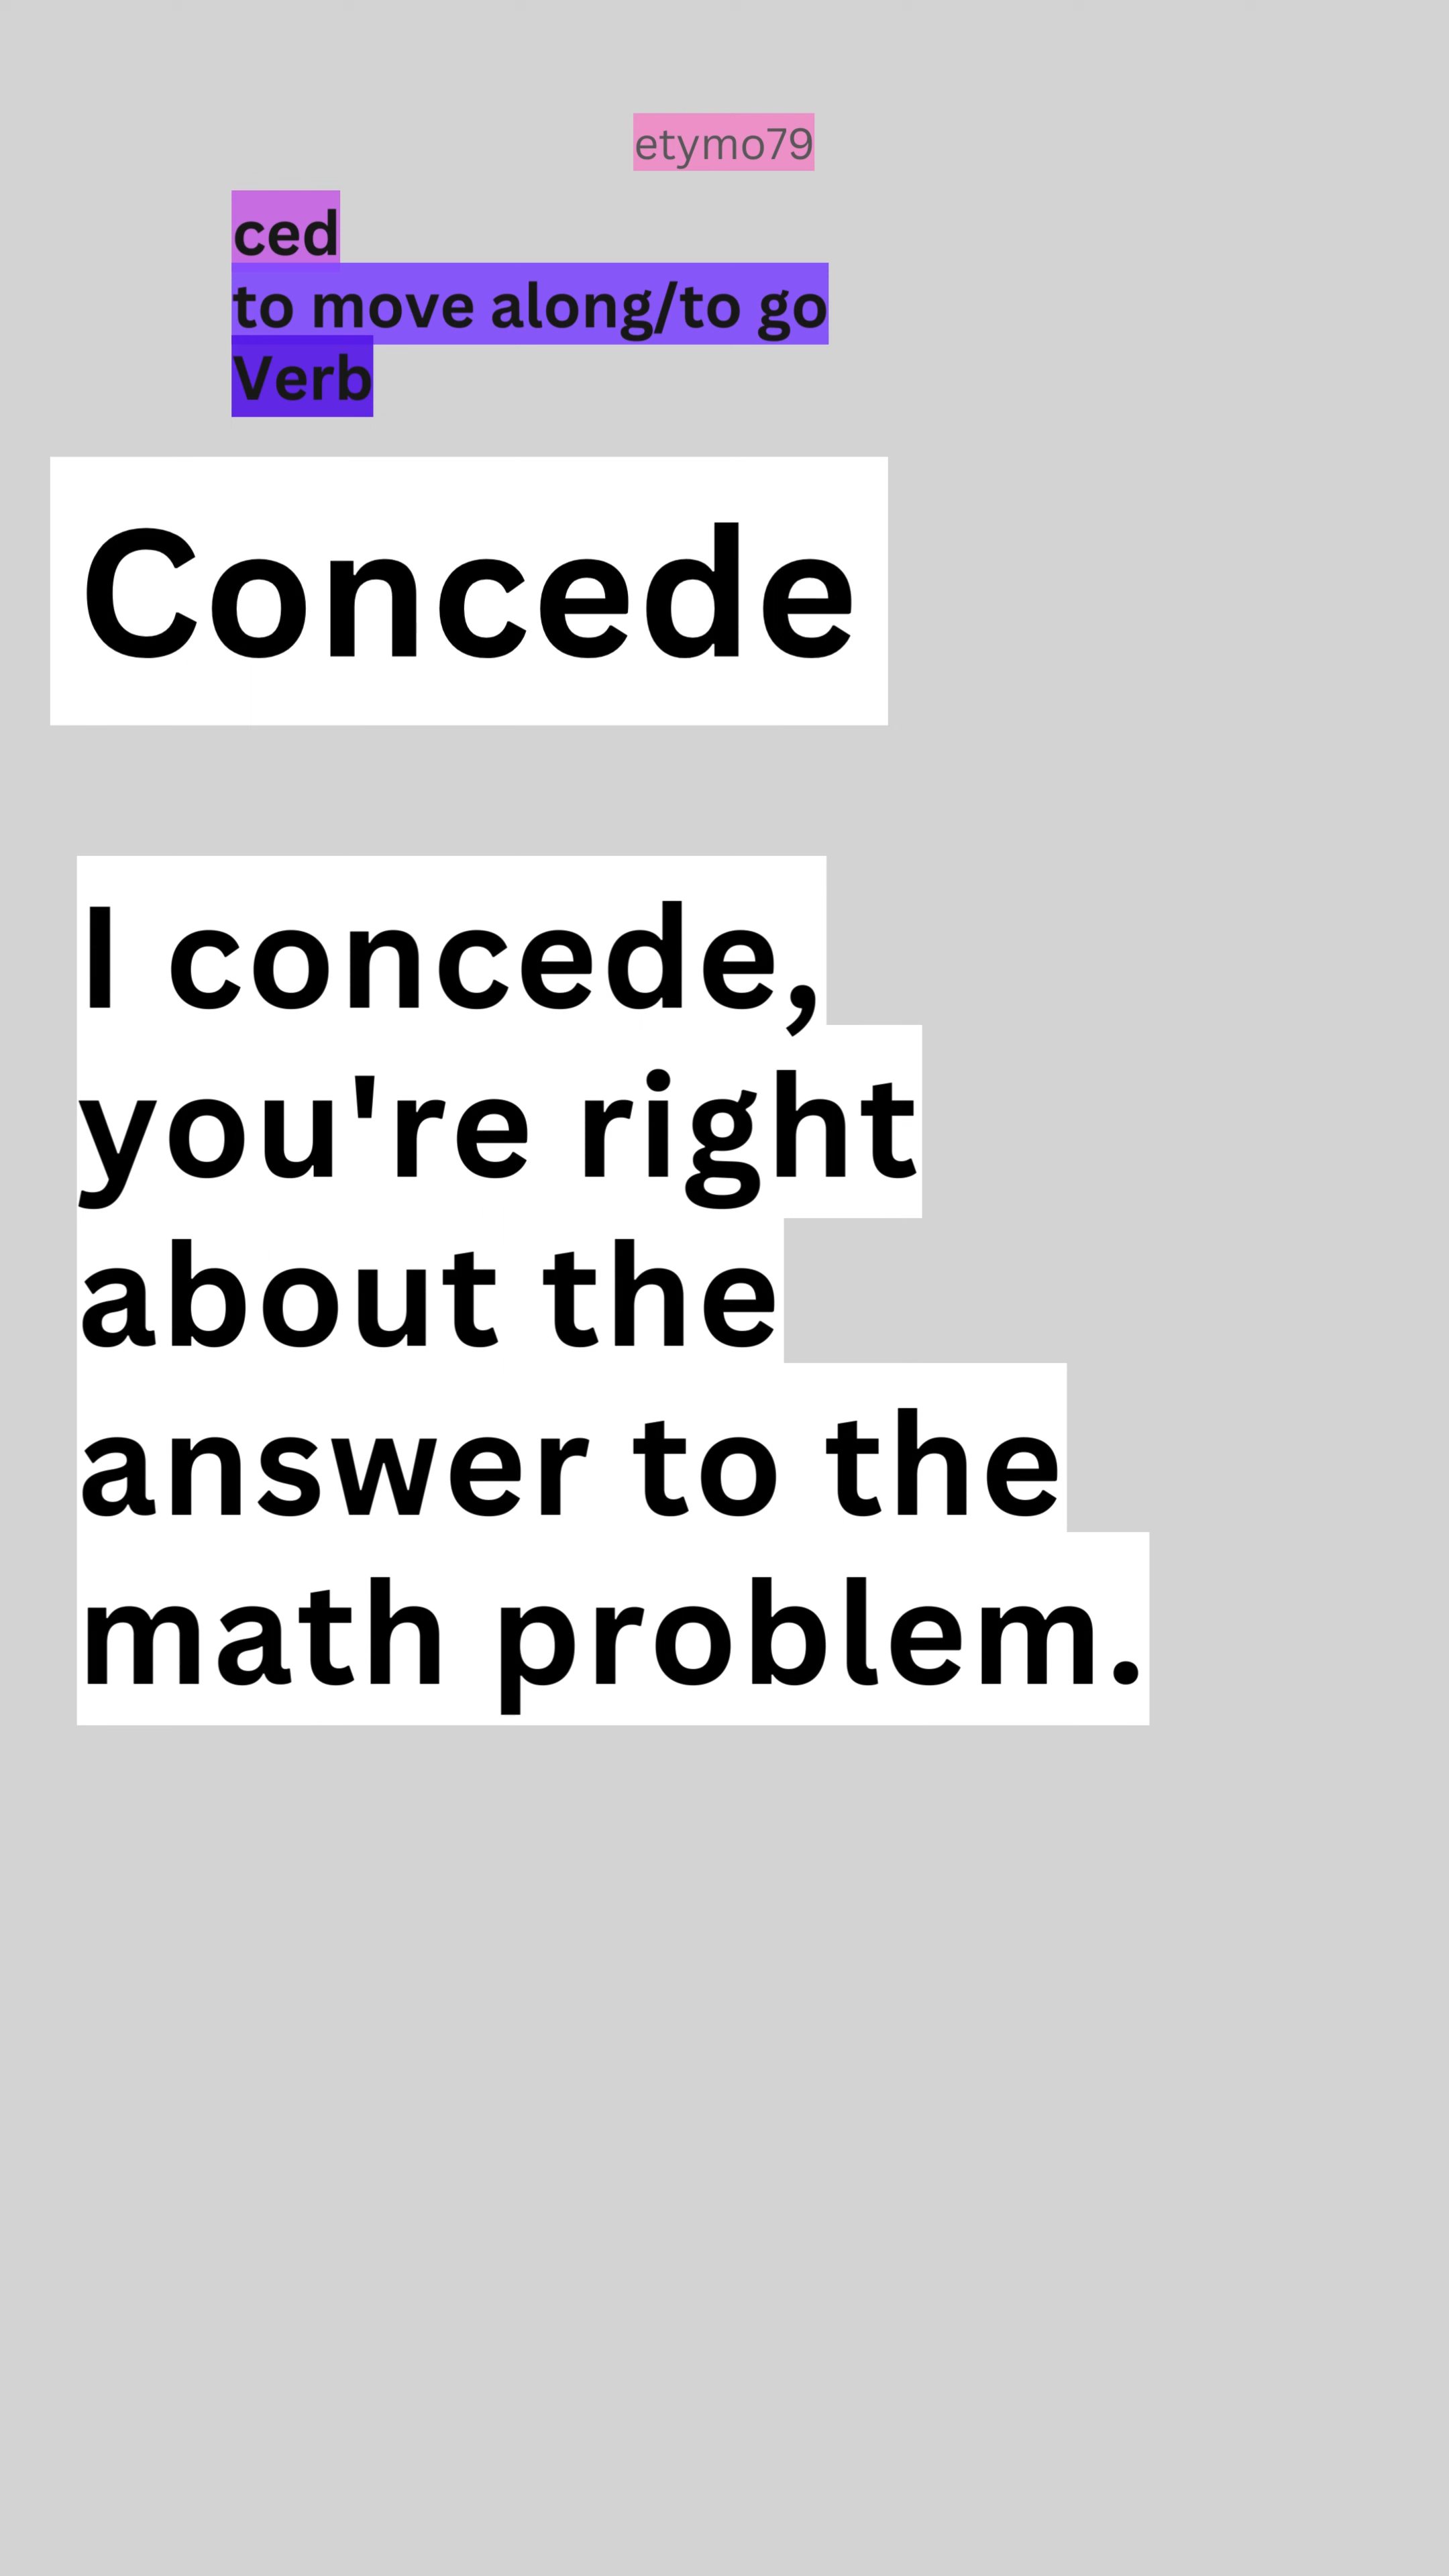 etymo79
ced
to move along/to go
Verb
Concede
I concede,
you're right
about the
answer to the
math problem.